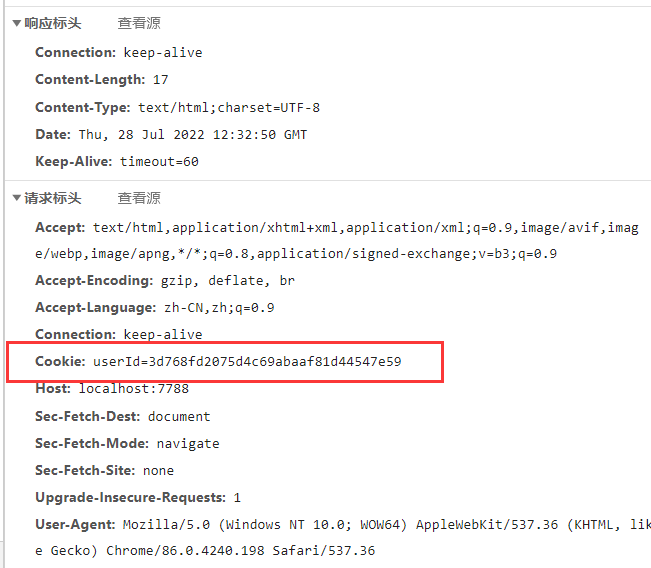 响应标头 查看源
Connection: keep-alive
Content-Length: 17
Content-Type: text/html;charset=UTF-8
Date: Thu, 28 Jul 2022 12:32:50 GMT
Keep-Alive: timeout=60
请求标头 查看源
Accept: text/html,application/xhtml+xml,application/xml;q=0.9,image/avif,imag
e/webp,image/apng,*/*;q=0.8,application/signed-exchange;v=b3;q=0.9
Accept-Encoding: gzip, deflate, br
Accept-Language: zh-CN,zh;q=0.9
Connection: keep-alive
Cookie: userId=3d768fd2075d4c69abaaf81d44547e59
Host: localhost:7788
Sec-Fetch-Dest: document
Sec-Fetch-Mode: navigate
Sec-Fetch-Site: none
Upgrade-Insecure-Requests: 1
User-Agent: Mozilla/5.0 (Windows NT 10.0; WOW64) AppleWebKit/537.36 (KHTML, lik
e Gecko) Chrome/86.0.4240.198 Safari/537.36